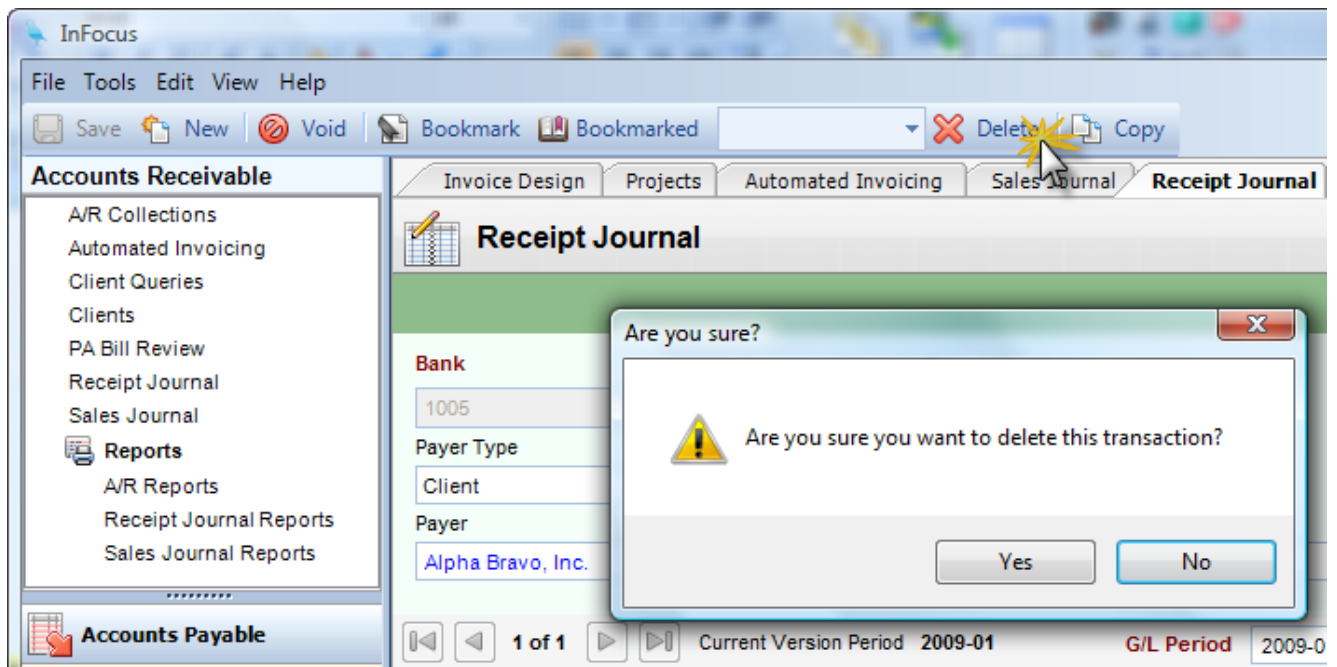 InFocus
File Tools Edit View Help
Save New Void Bookmark Bookmarked Delete Copy
Accounts Receivable
A/R Collections
Automated Invoicing
Client Queries
Clients
PA Bill Review
Receipt Journal
Sales Journal
Reports
A/R Reports
Receipt Journal Reports
Sales Journal Reports
Accounts Payable
Invoice Design Projects Automated Invoicing Sales Journal Receipt Journal
Receipt Journal
Bank
1005
Payer Type
Client
Payer
Alpha Bravo, Inc.
Are you sure?
Are you sure you want to delete this transaction?
Yes No
1 of 1 Current Version Period 2009-01 G/L Period 2009-0